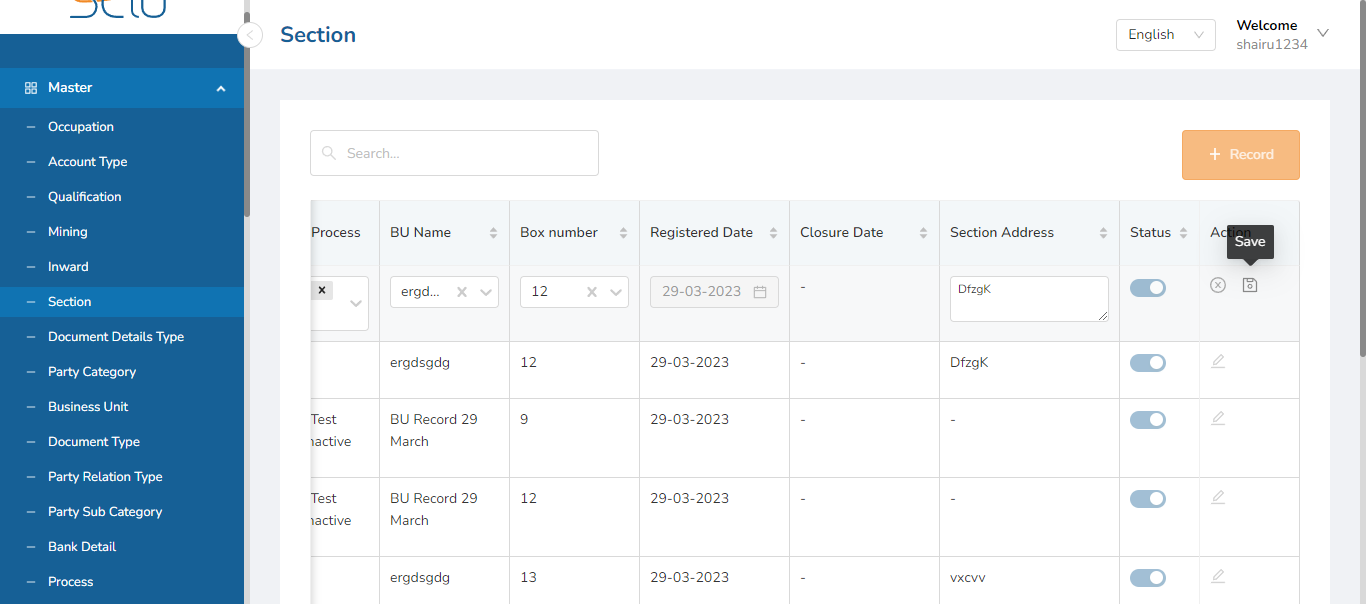 Section
English
Welcome
shairu1234
Master
Occupation
Account Type
Qualification
Mining
Inward
Section
Document Details Type
Party Category
Business Unit
Document Type
Party Relation Type
Party Sub Category
Bank Detail
Process
Search...
+ Record
Process BU Name Box number Registered Date Closure Date Section Address Status
Save
ergd... 12 29-03-2023 - DfzgK
ergdsgdg 12 29-03-2023 - DfzgK
Test BU Record 29 9 29-03-2023 - -
nactive March
Test BU Record 29 12 29-03-2023 - -
nactive March
ergdsgdg 13 29-03-2023 - vxcvv